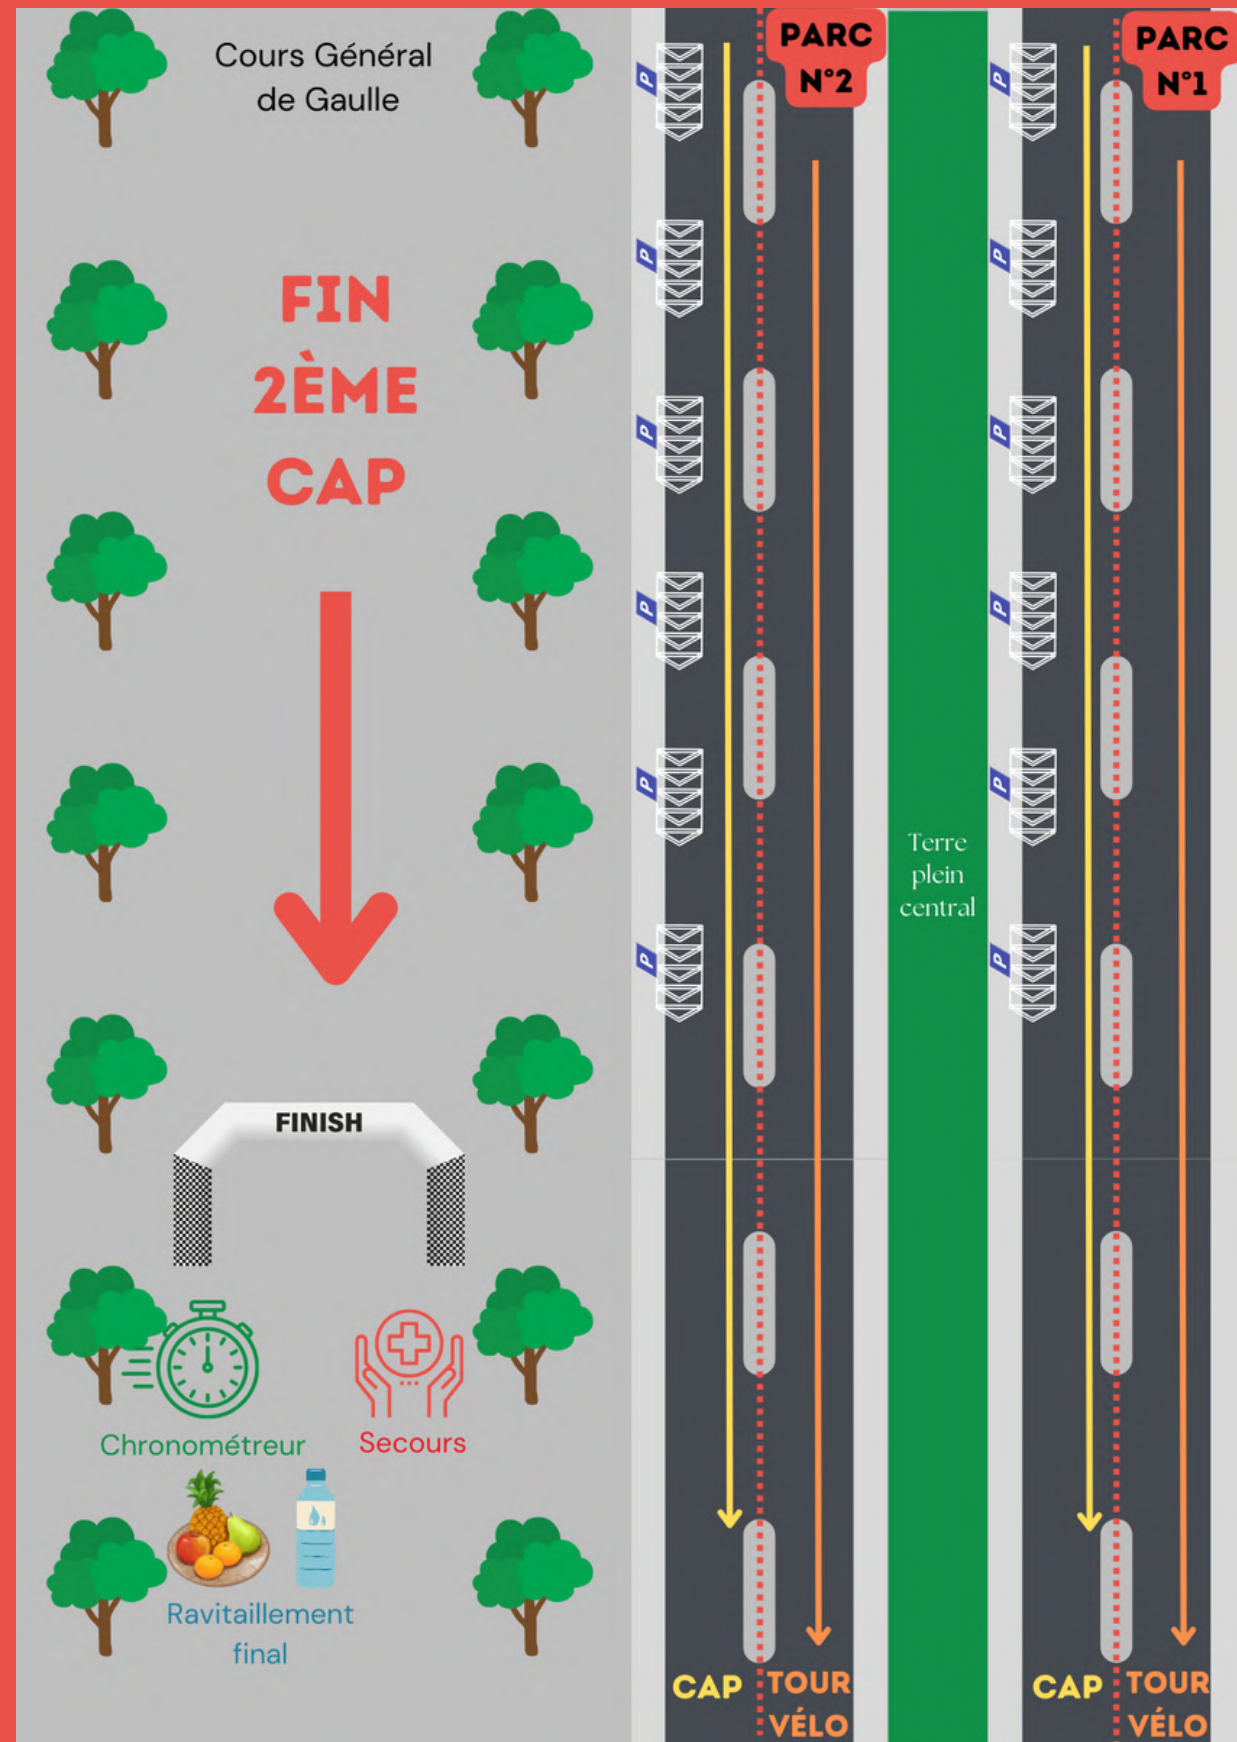 Cours Général
de Gaulle
FIN
2ÈME
CAP
FINISH
Chronométreur
Secours
Ravitaillement
final
PARC
N°2
P
P
P
P
P
P
CAP
TOUR
VÉLO
Terre
plein
central
PARC
N°1
P
P
P
P
P
P
CAP
TOUR
VÉLO